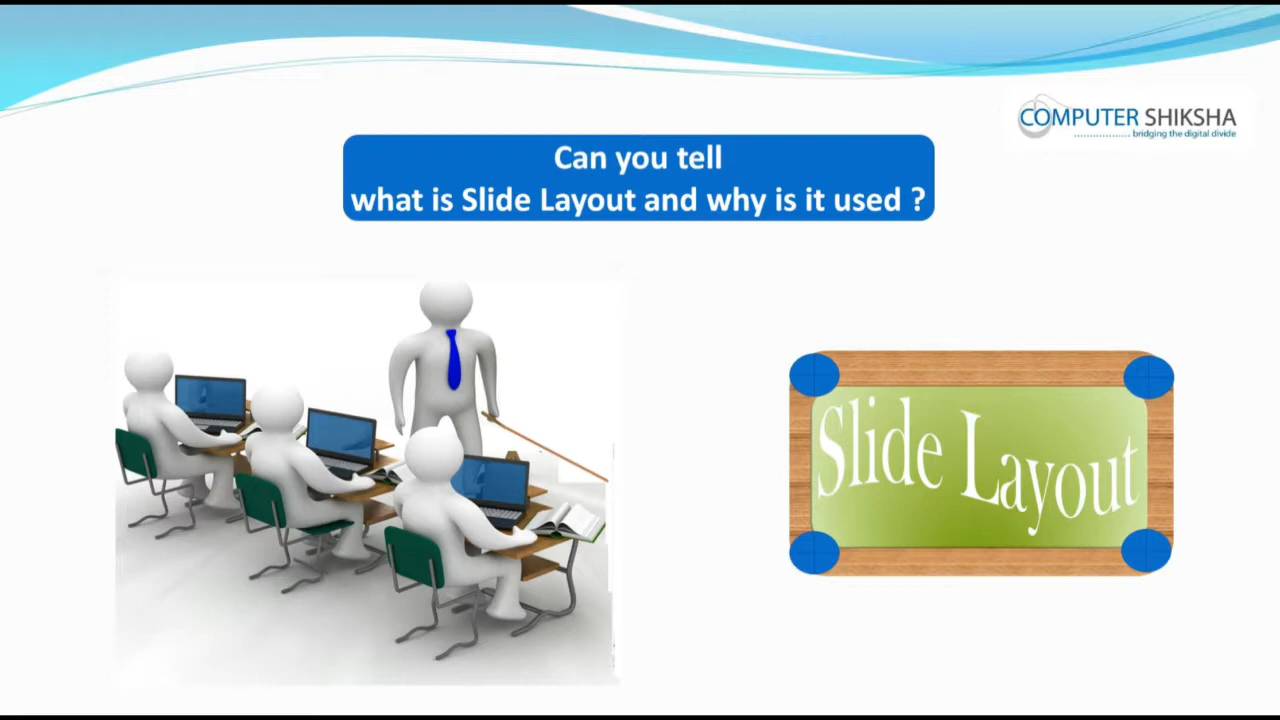 COMPUTER SHIKSHA
bridging the digital divide
Can you tell
what is Slide Layout and why is it used ?
Slide Layout